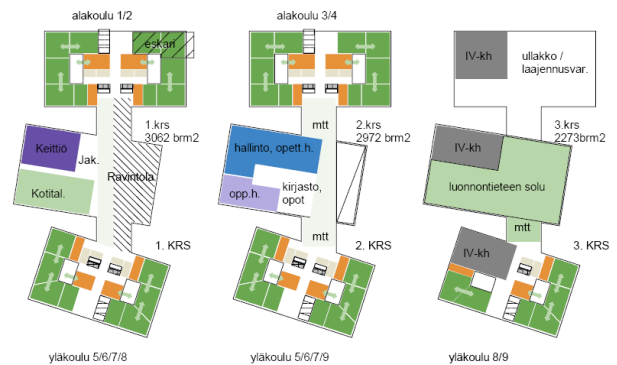 alakoulu 1/2
eskari
1.krs
3062 brm2
Keittiö
Jak.
Ravintola
Kotital.
1. KRS
yläkoulu 5/6/7/8
alakoulu 3/4
mtt
2.krs
2972 brm2
hallinto, opett.h.
kirjasto,
opot
opp.h.
mtt
2. KRS
yläkoulu 5/6/7/9
IV-kh
ullakko /
laajennusvar.
3.krs
2273brm2
IV-kh
luonnontieteen solu
mtt
IV-kh
3. KRS
yläkoulu 8/9